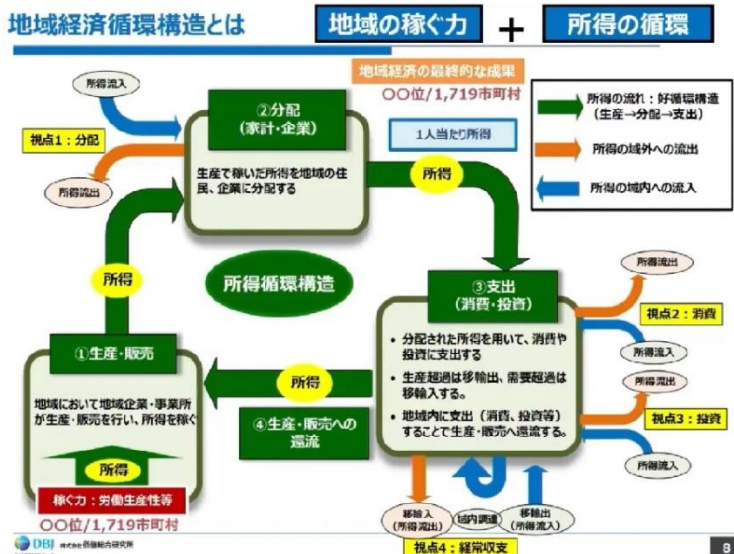 地域経済循環構造とは
地域の稼ぐ力
+
所得の循環
地域経済の最終的な成果
〇〇位/1,719市町村
1人当たり所得
所得の流れ：好循環構造
（生産→分配→支出）
所得の域外への流出
所得の域内への流入
所得流入
視点1：分配
所得流出
②分配
（家計・企業）
生産で稼いだ所得を地域の住
民、企業に分配する
所得
所得
所得循環構造
③支出
（消費・投資）
• 分配された所得を用いて、消費や
投資に支出する
• 生産超過は移輸出、需要超過は
移輸入する。
• 地域内に支出（消費、投資等）
することで生産・販売へ還流する。
所得流出
視点2：消費
所得流入
所得流出
視点3：投資
所得流入
①生産・販売
地域において地域企業・事業所
が生産・販売を行い、所得を稼ぐ
所得
稼ぐ力：労働生産性等
〇〇位/1,719市町村
所得
④生産・販売への
還流
移輸入
（所得流出）
域内調達
移輸出
（所得流入）
視点4：経常収支
DBJ 株式会社価値総合研究所
8